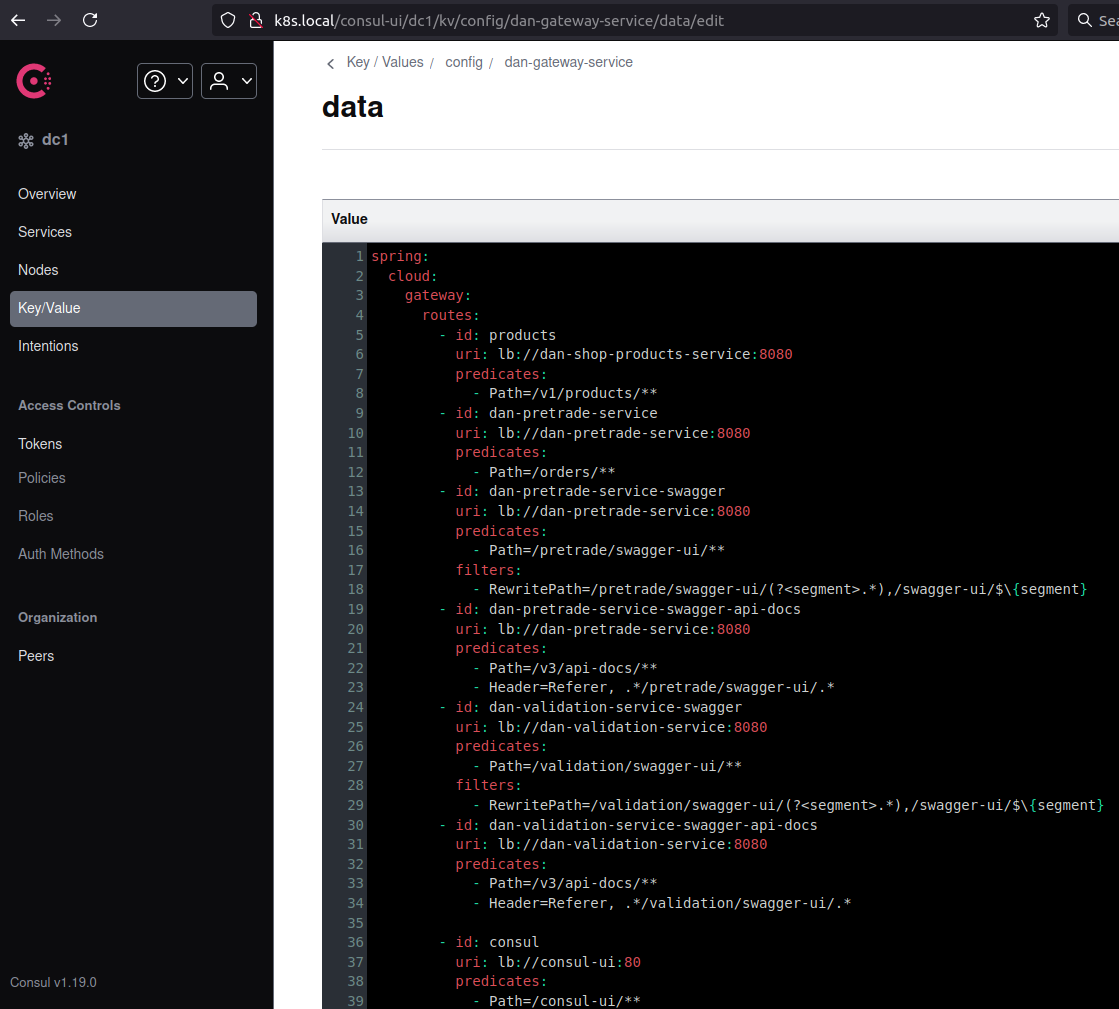 k8s.local/consul-ui/dc1/kv/config/dan-gateway-service/data/edit
Sea
dc1
Overview
Services
Nodes
Key/Value
Intentions
Access Controls
Tokens
Policies
Roles
Auth Methods
Organization
Peers
Consul v1.19.0
Key / Values / config / dan-gateway-service
data
Value
1 spring:
2   cloud:
3     gateway:
4       routes:
5         - id: products
6           uri: lb://dan-shop-products-service:8080
7           predicates:
8             - Path=/v1/products/**
9         - id: dan-pretrade-service
10           uri: lb://dan-pretrade-service:8080
11           predicates:
12             - Path=/orders/**
13         - id: dan-pretrade-service-swagger
14           uri: lb://dan-pretrade-service:8080
15           predicates:
16             - Path=/pretrade/swagger-ui/**
17           filters:
18             - RewritePath=/pretrade/swagger-ui/(?<segment>.*),/swagger-ui/$\{segment}
19         - id: dan-pretrade-service-swagger-api-docs
20           uri: lb://dan-pretrade-service:8080
21           predicates:
22             - Path=/v3/api-docs/**
23             - Header=Referer, .*/pretrade/swagger-ui/.*
24         - id: dan-validation-service-swagger
25           uri: lb://dan-validation-service:8080
26           predicates:
27             - Path=/validation/swagger-ui/**
28           filters:
29             - RewritePath=/validation/swagger-ui/(?<segment>.*),/swagger-ui/$\{segment}
30         - id: dan-validation-service-swagger-api-docs
31           uri: lb://dan-validation-service:8080
32           predicates:
33             - Path=/v3/api-docs/**
34             - Header=Referer, .*/validation/swagger-ui/.*
35
36         - id: consul
37           uri: lb://consul-ui:80
38           predicates:
39             - Path=/consul-ui/**